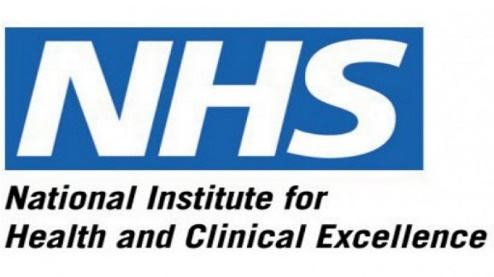 NHS
National Institute for
Health and Clinical Excellence